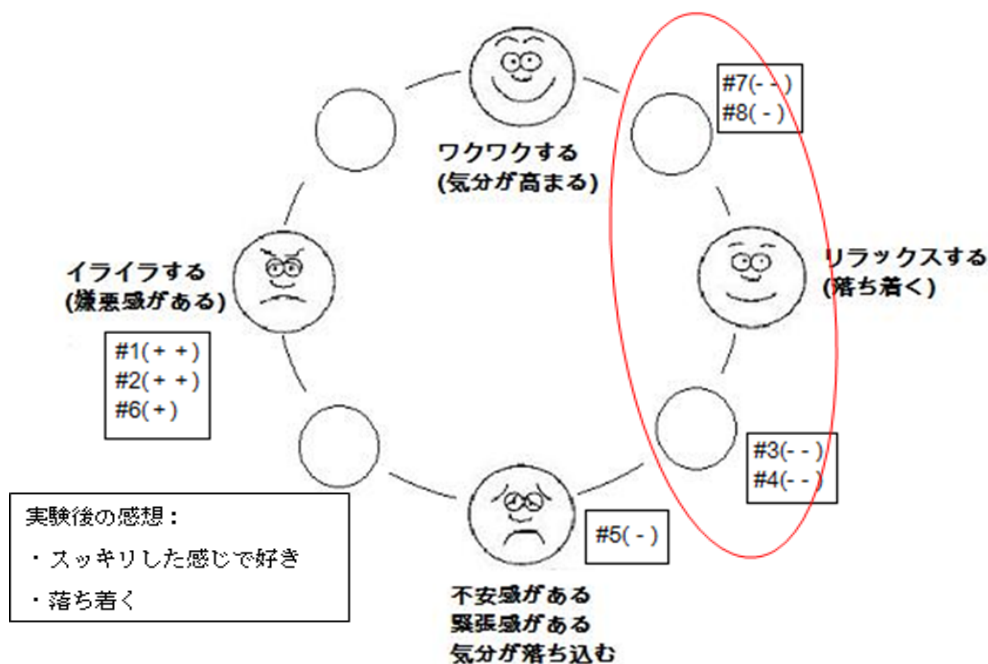 #7(- -)
#8( - )
ワクワクする
(気分が高まる)
リラックスする
(落ち着く)
イライラする
(嫌悪感がある)
#1(+ +)
#2(+ +)
#6(+)
#3(- -)
#4(- -)
#5( - )
実験後の感想：
・スッキリした感じで好き
・落ち着く
不安感がある
緊張感がある
気分が落ち込む